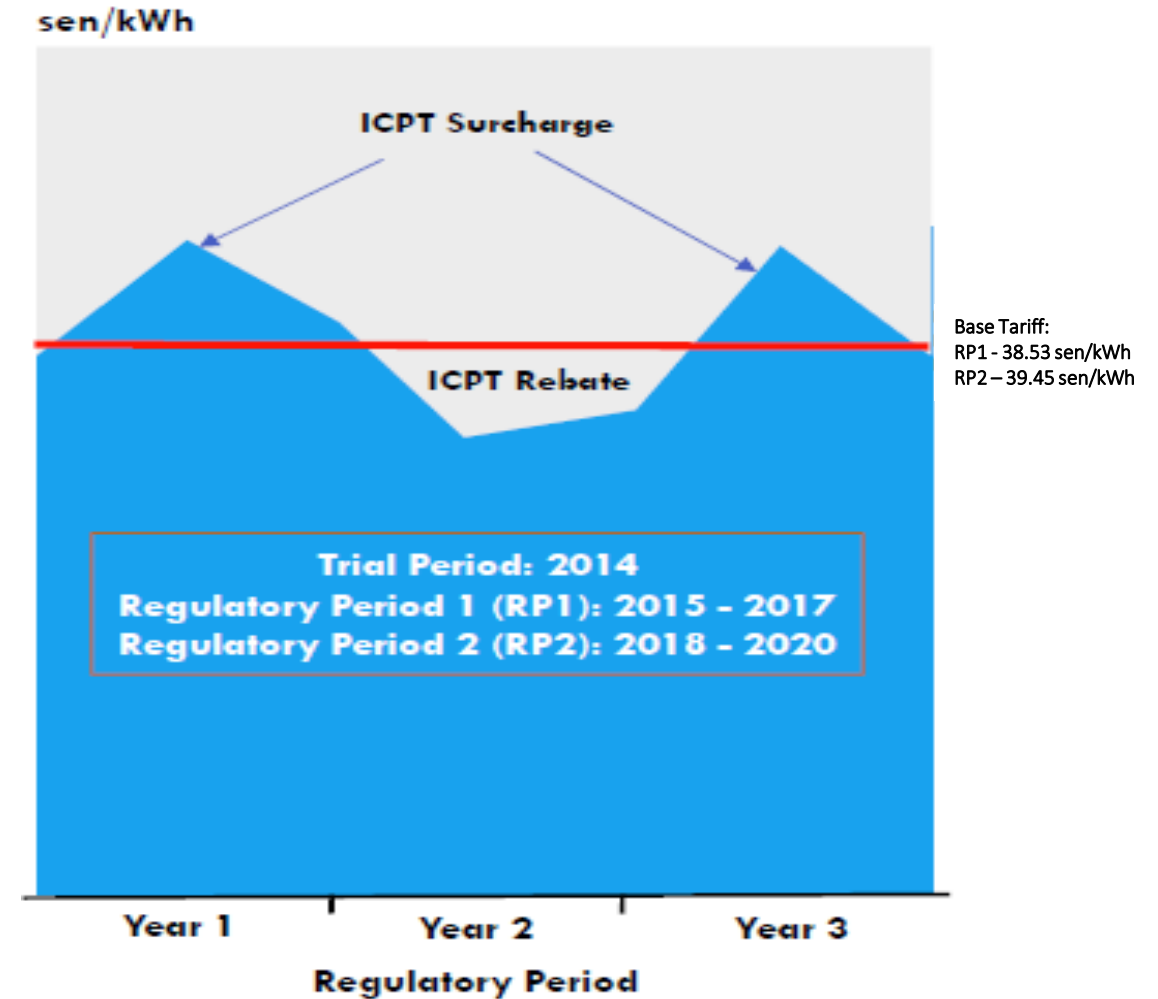 sen/kWh
ICPT Surcharge
Base Tariff:
RP1 - 38.53 sen/kWh
RP2 – 39.45 sen/kWh
ICPT Rebate
Trial Period: 2014
Regulatory Period 1 (RP1): 2015 - 2017
Regulatory Period 2 (RP2): 2018 - 2020
Year 1
Year 2
Year 3
Regulatory Period